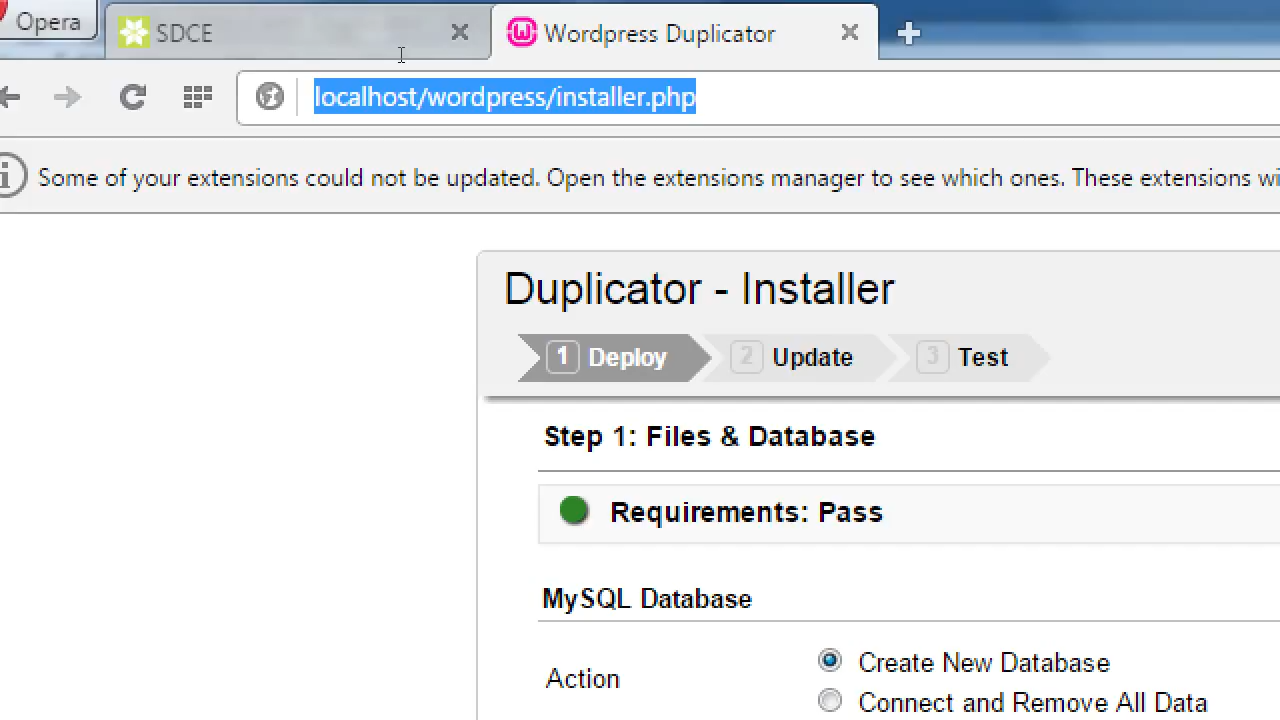 Opera
SDCE
Wordpress Duplicator
localhost/wordpress/installer.php
Some of your extensions could not be updated. Open the extensions manager to see which ones. These extensions wi
Duplicator - Installer
1 Deploy 2 Update 3 Test
Step 1: Files & Database
Requirements: Pass
MySQL Database
Action
Create New Database
Connect and Remove All Data